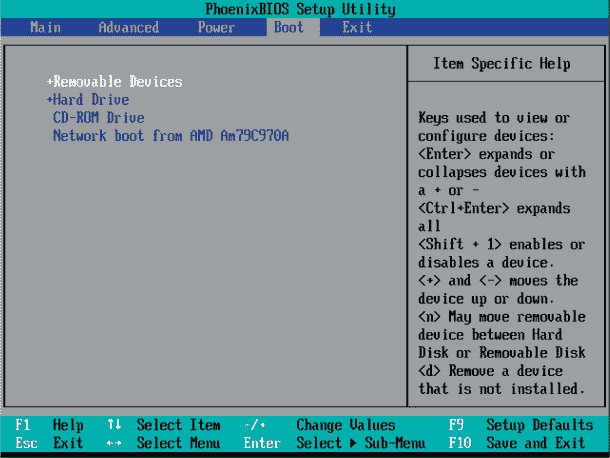 PhoenixBIOS Setup Utility
Main Advanced Power Boot Exit
+Removable Devices
+Hard Drive
CD-ROM Drive
Network boot from AMD Am79C970A
Item Specific Help
Keys used to view or
configure devices:
<Enter> expands or
collapses devices with
a + or -
<Ctrl+Enter> expands
all
<Shift + 1> enables or
disables a device.
<+> and <-> moves the
device up or down.
<n> May move removable
device between Hard
Disk or Removable Disk
<d> Remove a device
that is not installed.
F1 Help ↑↓ Select Item -/+ Change Values F9 Setup Defaults
Esc Exit ↔ Select Menu Enter Select ▶ Sub-Menu F10 Save and Exit